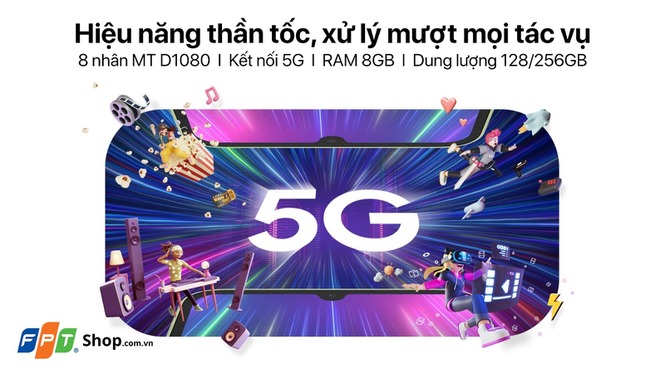 Hiệu năng thần tốc, xử lý mượt mọi tác vụ
8 nhân MT D1080 I Kết nối 5G I RAM 8GB I Dung lượng 128/256GB
5G
FPT Shop.com.vn